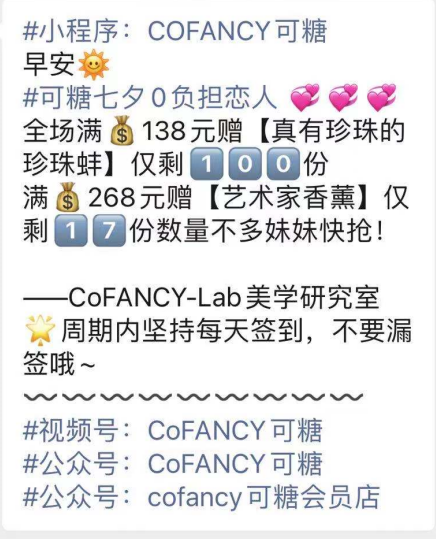 #小程序：COFANCY可糖
早安🌞
#可糖七夕0负担恋人 💞 💞 💞
全场满💰138元赠【真有珍珠的
珍珠蚌】仅剩1️⃣0️⃣0️⃣份
满💰268元赠【艺术家香薰】仅
剩1️⃣7️⃣份数量不多妹妹快抢！
——CoFANCY-Lab美学研究室
🌟周期内坚持每天签到，不要漏
签哦~
〰〰〰〰〰〰〰〰〰
#视频号：CoFANCY可糖
#公众号：CoFANCY可糖
#公众号：cofancy可糖会员店